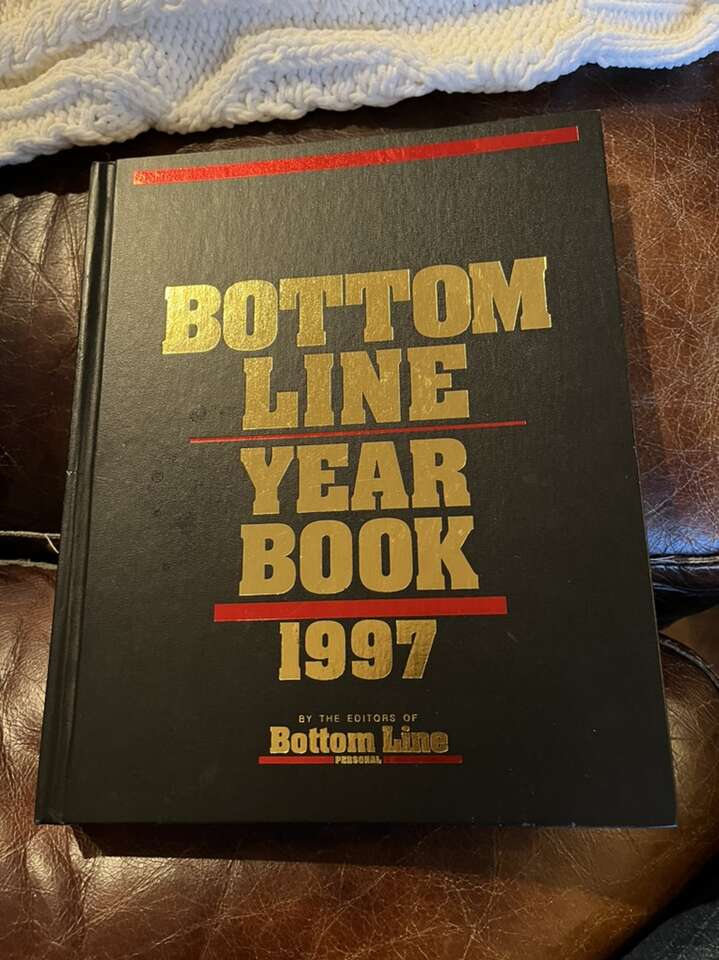 BOTTOM
LINE
YEAR
BOOK
1997
BY THE EDITORS OF
Bottom Line
PERSONAL